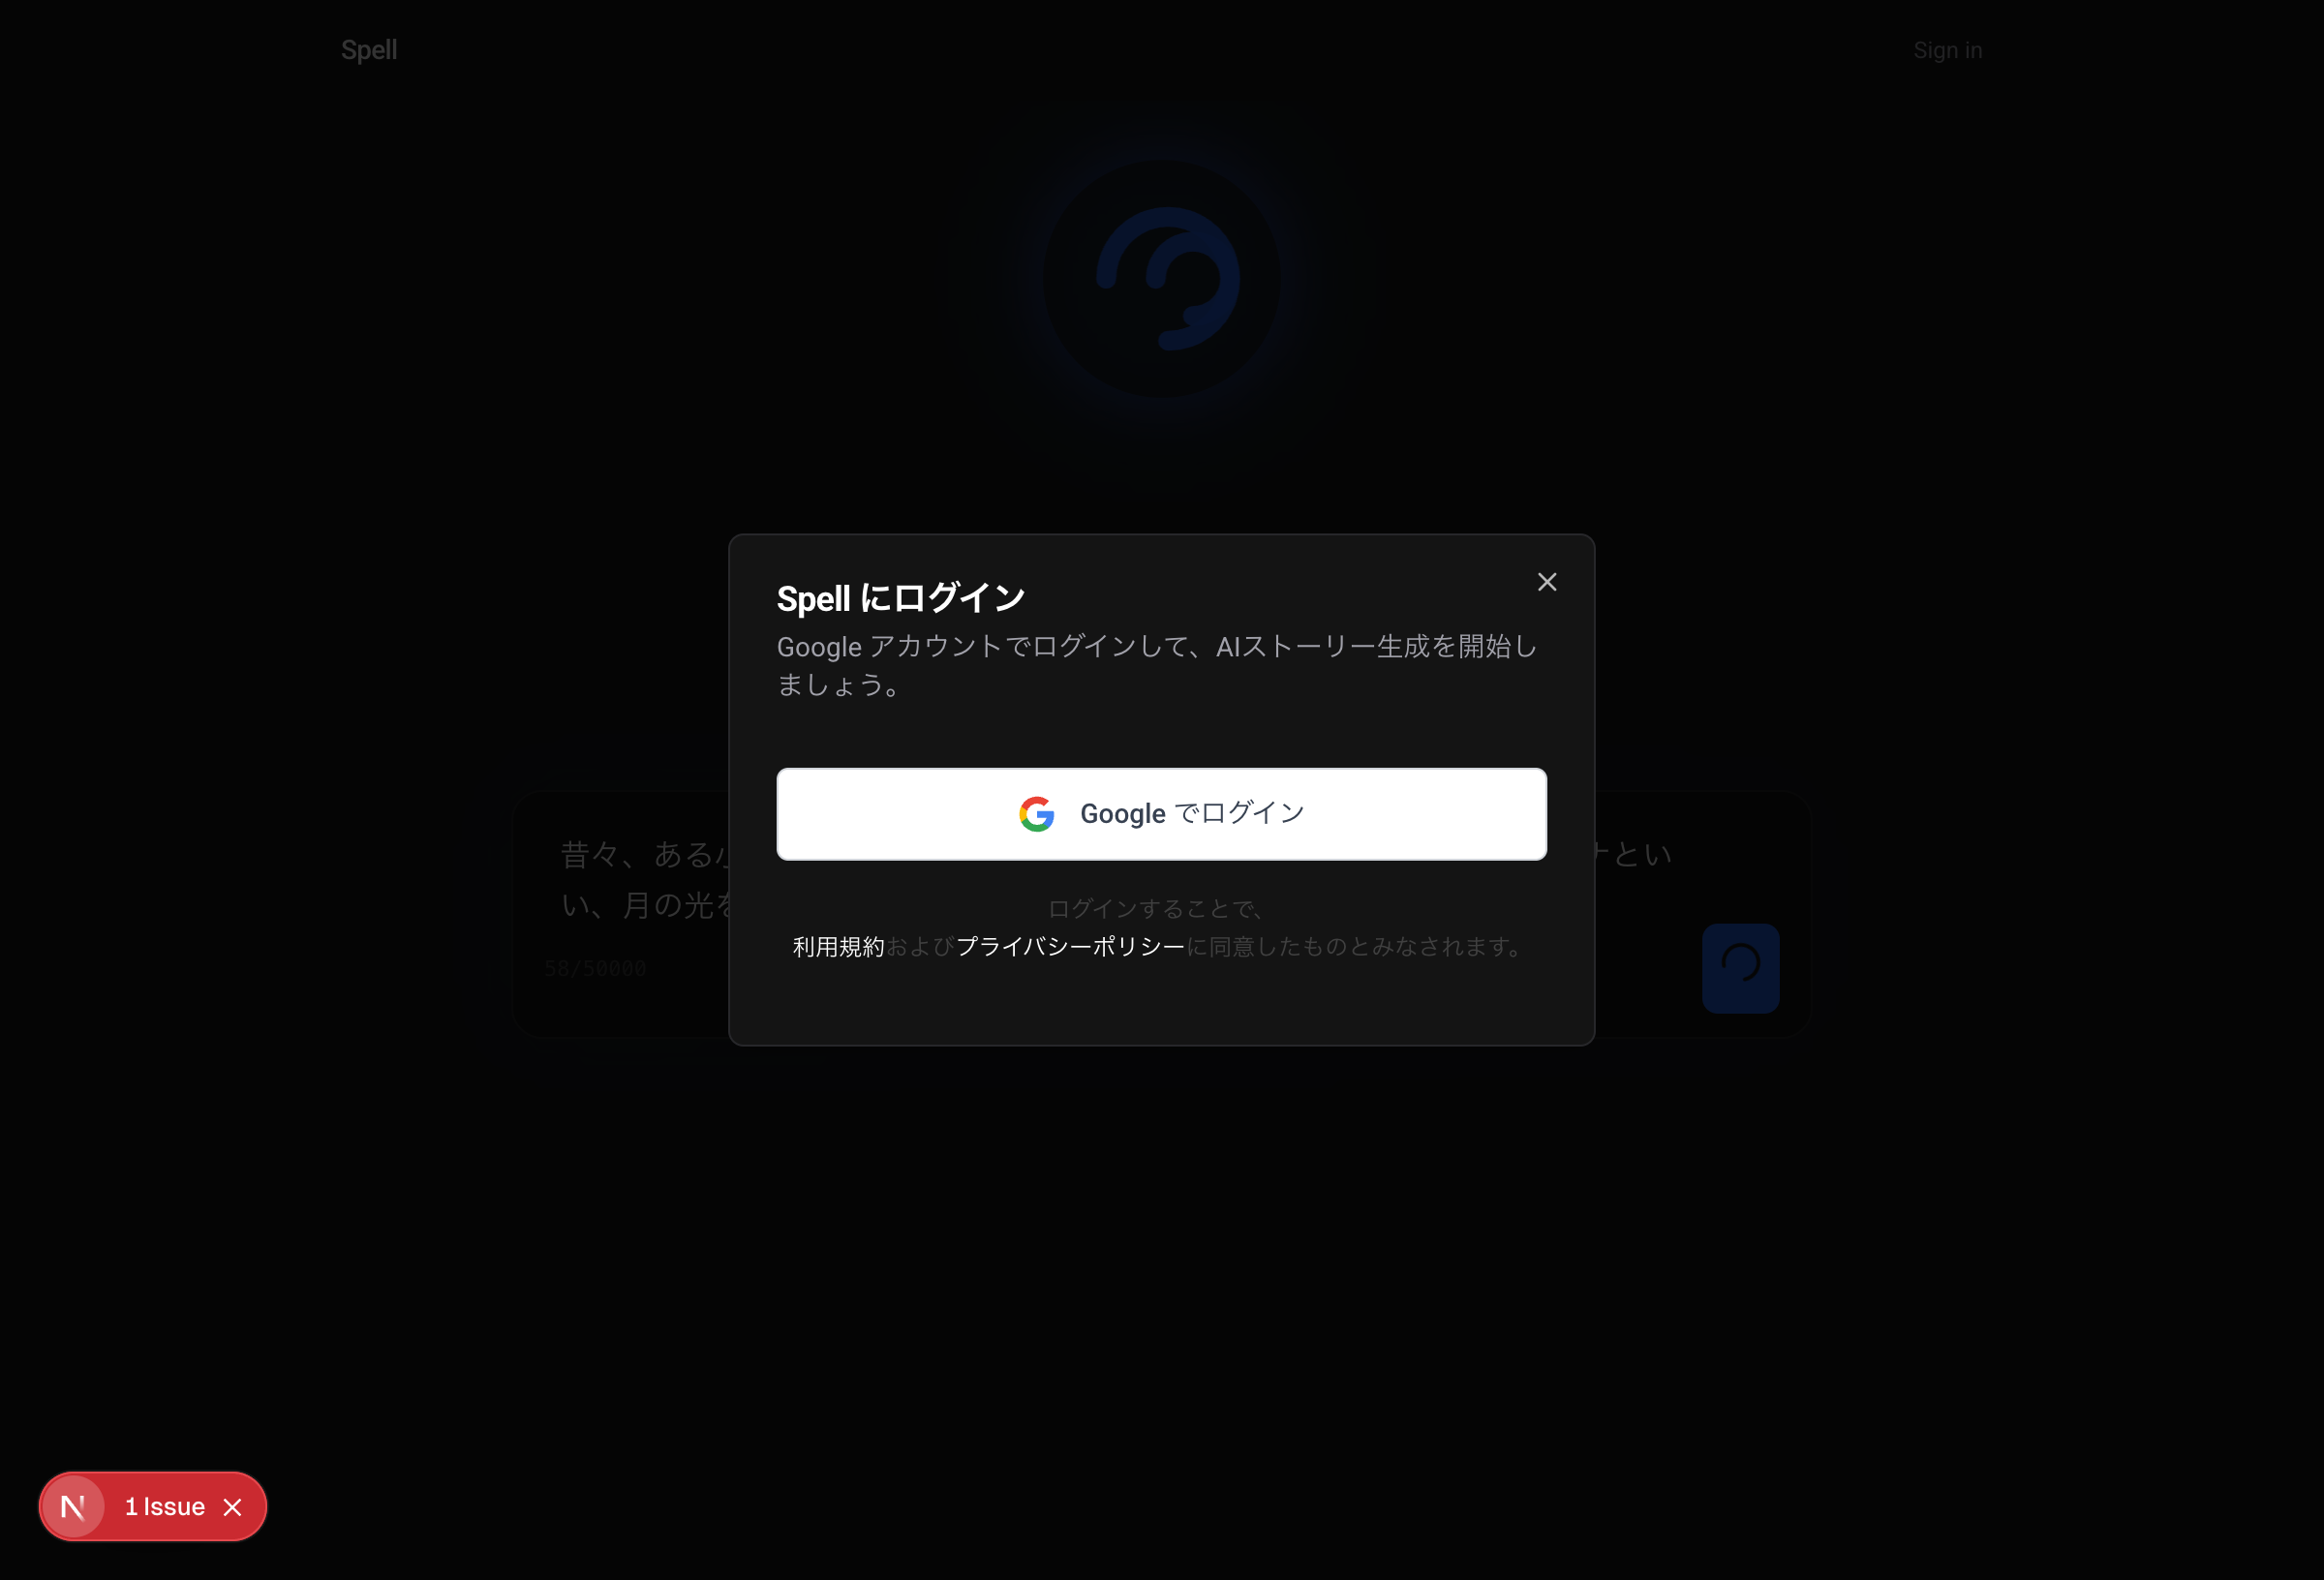 Spell
Sign in
Spell にログイン
Google アカウントでログインして、AIストーリー生成を開始し
ましょう。
Google でログイン
昔々、ある
とい
い、月の光
ログインすることで、
利用規約およびプライバシーポリシーに同意したものとみなされます。
58/50000
N
1 Issue